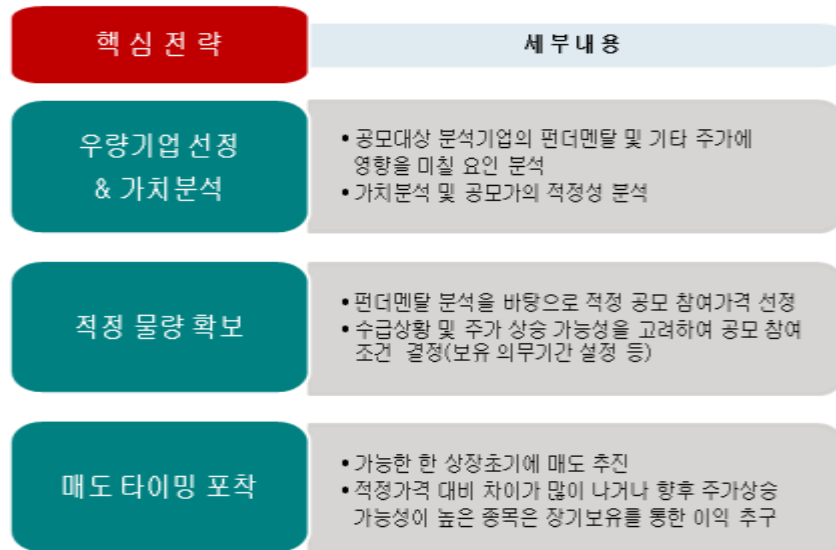 핵심 전략
세부내용
우량기업 선정
& 가치분석
• 공모대상 분석기업의 펀더멘탈 및 기타 주가에
영향을 미칠 요인 분석
• 가치분석 및 공모가의 적정성 분석
적정 물량 확보
• 펀더멘탈 분석을 바탕으로 적정 공모 참여가격 선정
• 수급상황 및 주가 상승 가능성을 고려하여 공모 참여
조건 결정(보유 의무기간 설정 등)
매도 타이밍 포착
• 가능한 한 상장초기에 매도 추진
• 적정가격 대비 차이가 많이 나거나 향후 주가상승
가능성이 높은 종목은 장기보유를 통한 이익 추구